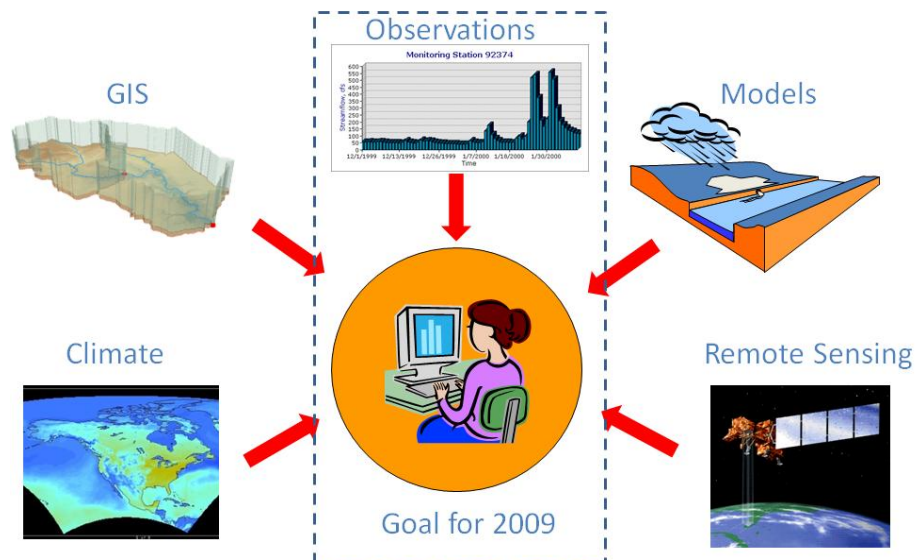 Observations
Monitoring Station 92374
GIS
Models
600
550
500
450
400
350
300
250
200
150
100
50
0
Streamflow, cfs
12/1/1999 12/13/1999 12/26/1999 1/7/2000 1/18/2000 1/30/2000
Time
Climate
Remote Sensing
Goal for 2009